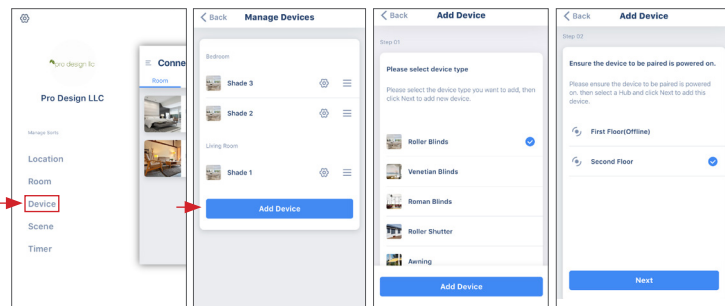 pro design llc
Pro Design LLC
Manage Items
Location
Room
Device
Scene
Timer
Conne
Room
Back Manage Devices
Bedroom
Shade 3
Shade 2
Living Room
Shade 1
Add Device
Back Add Device
Step 01
Please select device type
Please select the device type you want to add, then
click Next to add new device.
Roller Blinds
Venetian Blinds
Roman Blinds
Roller Shutter
Awning
Add Device
Back Add Device
Step 02
Ensure the device to be paired is powered on.
Please ensure the device to be paired is powered
on. then select a Hub and click Next to add this
device.
First Floor(Offline)
Second Floor
Next